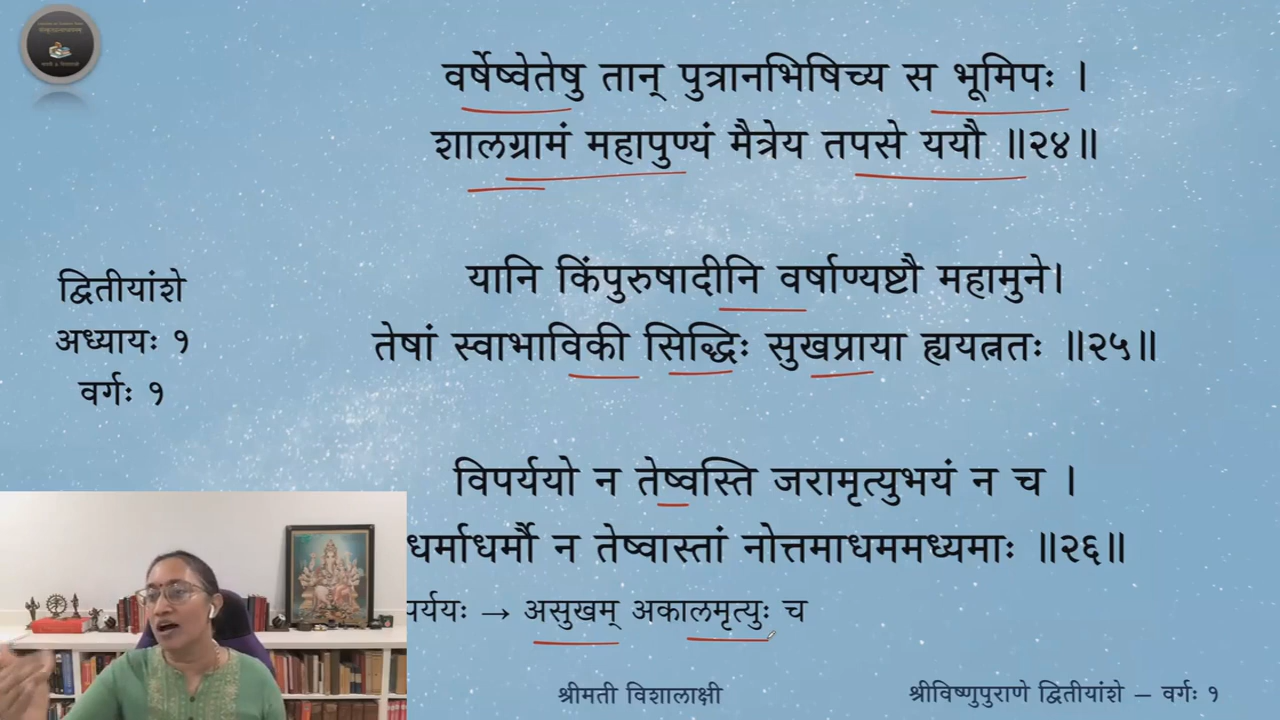 वर्षेष्वेतेषु तान् पुत्रानभिषिच्य स भूमिपः ।
शालग्रामं महापुण्यं मैत्रेय तपसे ययौ ॥२४॥
यानि किंपुरुषादीनि वर्षाण्यष्टौ महामुने।
तेषां स्वाभाविकी सिद्धिः सुखप्राया ह्ययत्नतः ॥२५॥
द्वितीयांशे
अध्यायः १
वर्गः १
विपर्ययो न तेष्वस्ति जरामृत्युभयं न च ।
धर्माधर्मौ न तेष्वास्तां नोत्तमाधममध्यमाः ॥२६॥
पर्ययः → असुखम् अकालमृत्युः च
श्रीमती विशालाक्षी
श्रीविष्णुपुराणे द्वितीयांशे – वर्गः १